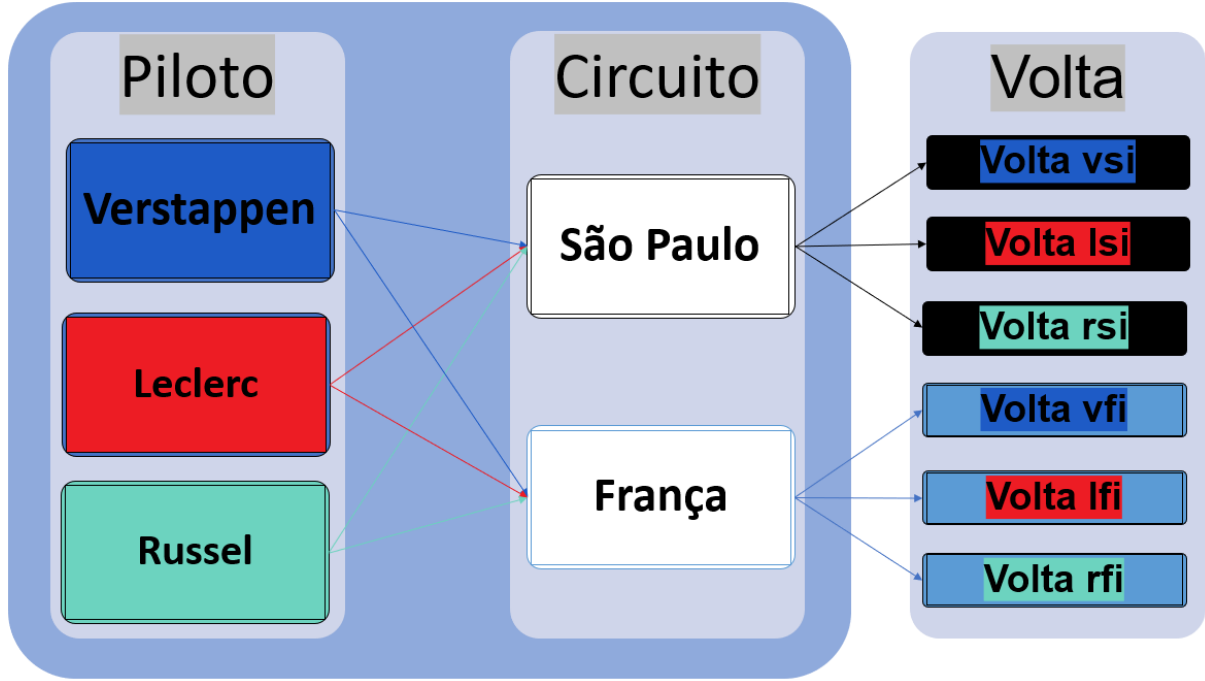 Piloto
Verstappen
Leclerc
Russel
Circuito
São Paulo
França
Volta
Volta vsi
Volta lsi
Volta rsi
Volta vfi
Volta lfi
Volta rfi